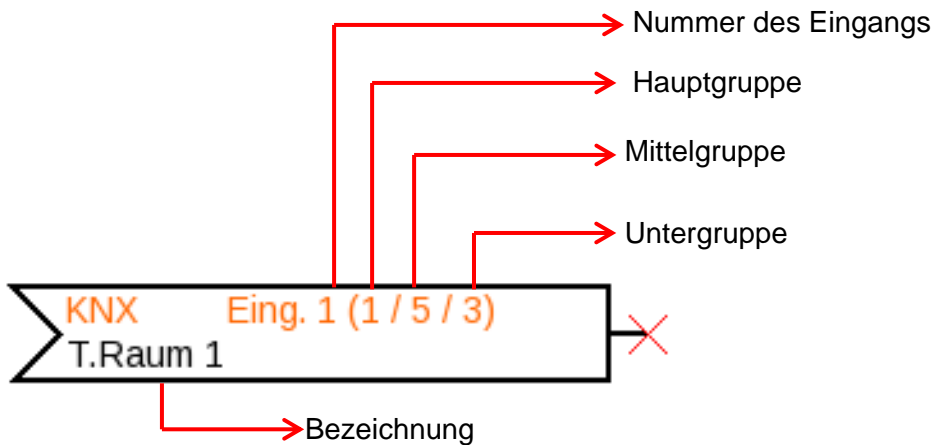 Nummer des Eingangs
Hauptgruppe
Mittelgruppe
Untergruppe
KNX Eing. 1 (1 / 5 / 3)
T.Raum 1
Bezeichnung